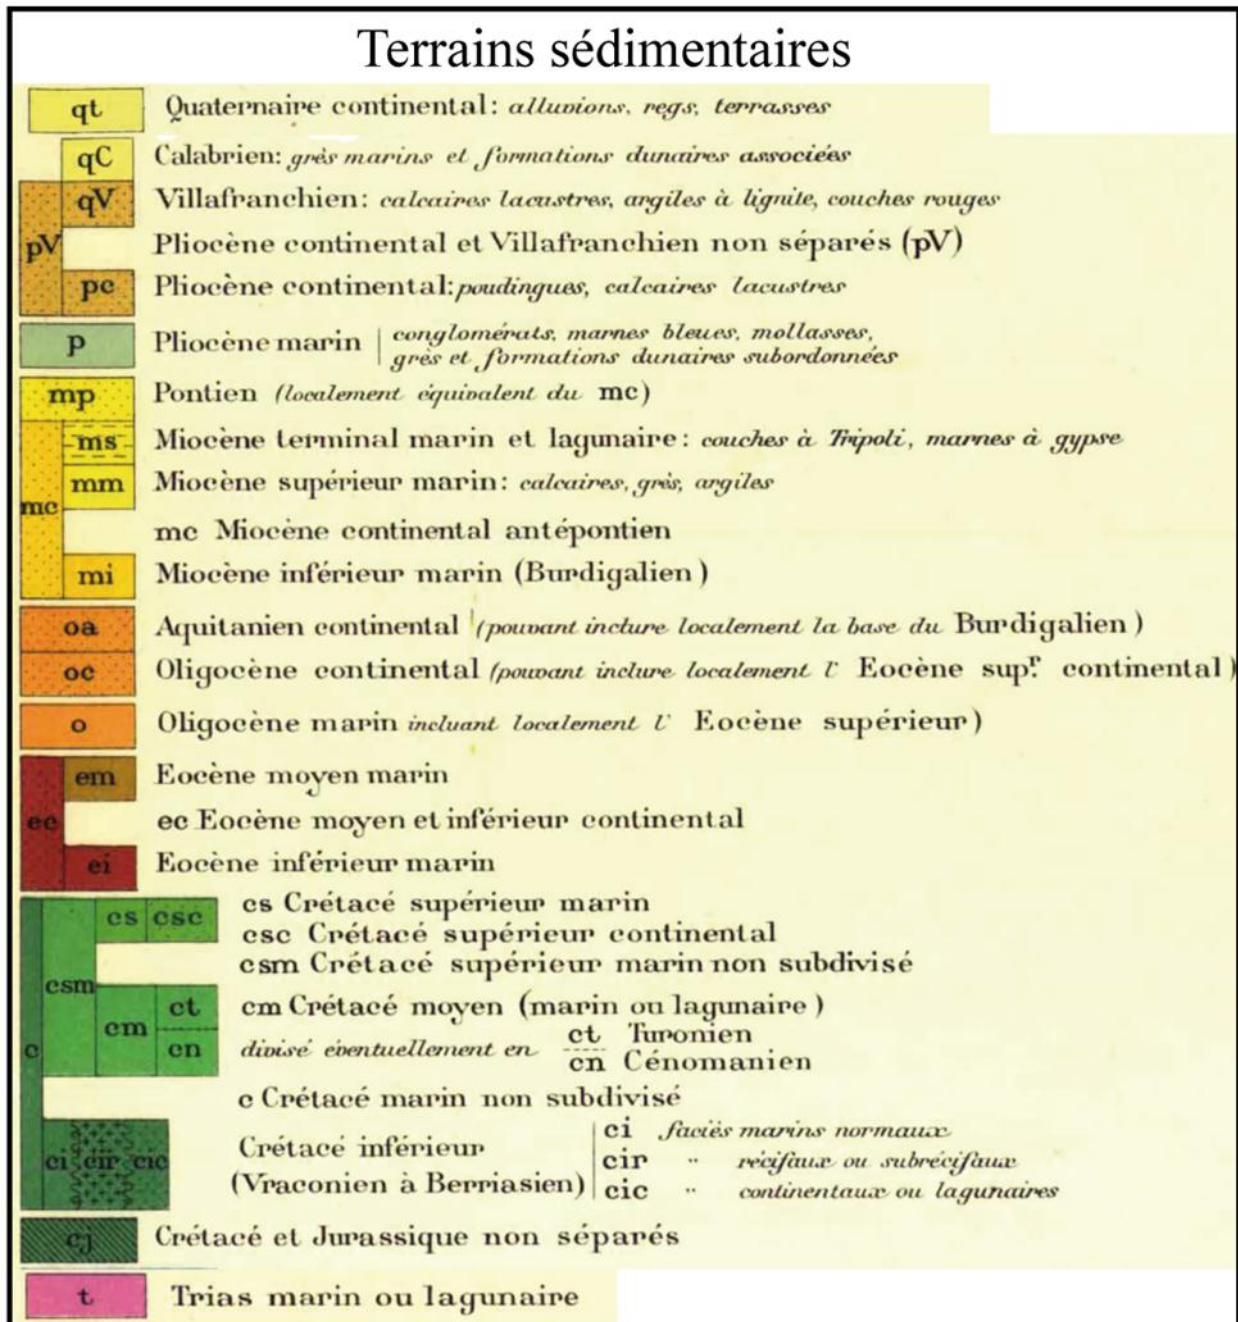 Terrains sédimentaires
qt Quaternaire continental: alluvions, regs, terrasses
qC Calabrien: grès marins et formations dunaires associées
qV Villafranchien: calcaires lacustres, argiles à lignite, couches rouges
pV Pliocène continental et Villafranchien non séparés (pV)
pc Pliocène continental: poudingues, calcaires lacustres
p Pliocène marin conglomérats, marnes bleues, mollasses,
grès et formations dunaires subordonnées
mp Pontien (localement équivalent du mc)
ms Miocène terminal marin et lagunaire: couches à Tripoli, marnes à gypse
mm Miocène supérieur marin: calcaires, grès, argiles
mc
mc Miocène continental antépontien
mi Miocène inférieur marin (Burdigalien)
oa Aquitanien continental (pouvant inclure localement la base du Burdigalien)
oc Oligocène continental (pouvant inclure localement l' Eocène supr. continental)
o Oligocène marin incluant localement l' Eocène supérieur)
em Eocène moyen marin
ec ec Eocène moyen et inférieur continental
ei Eocène inférieur marin
cs csc cs Crétacé supérieur marin
csc Crétacé supérieur continental
csm Crétacé supérieur marin non subdivisé
csm
ct cm Crétacé moyen (marin ou lagunaire)
cm
divisé éventuellement en ct Turonien
c cn cn Cénomanien
c Crétacé marin non subdivisé
ci cir cic Crétacé inférieur ci faciès marins normaux
(Vraconien à Berriasien) cir " récifaux ou subrécifaux
cic " continentaux ou lagunaires
cj Crétacé et Jurassique non séparés
t Trias marin ou lagunaire